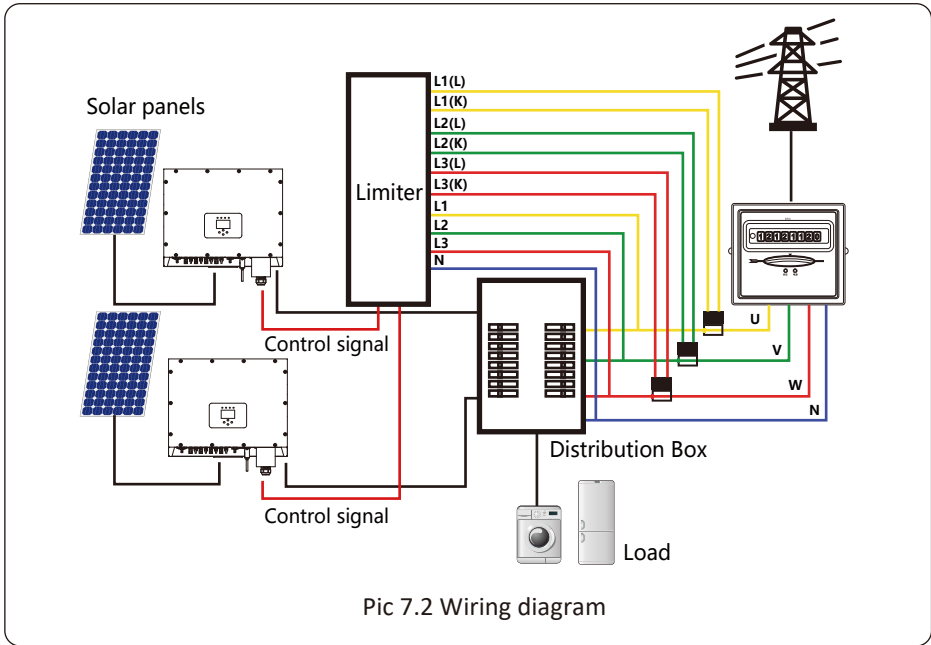 Solar panels
Limiter
L1(L)
L1(K)
L2(L)
L2(K)
L3(L)
L3(K)
L1
L2
L3
N
Control signal
Control signal
12121120
U
V
W
N
Distribution Box
Load
Pic 7.2 Wiring diagram